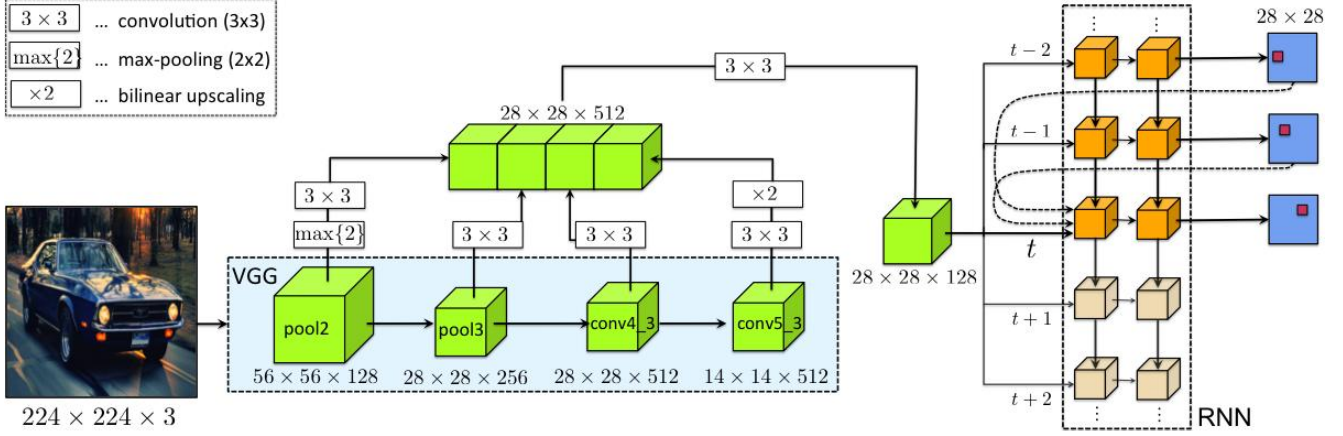 3 × 3 ... convolution (3x3)
max{2} ... max-pooling (2x2)
×2 ... bilinear upscaling
224 × 224 × 3
VGG
pool2
pool3
conv4_3
conv5_3
56 × 56 × 128
28 × 28 × 256
28 × 28 × 512
14 × 14 × 512
max{2}
3 × 3
3 × 3
3 × 3
3 × 3
×2
28 × 28 × 512
3 × 3
28 × 28 × 128
t − 2
t − 1
t
t + 1
t + 2
⋮ ⋮
⋮ ⋮
RNN
28 × 28